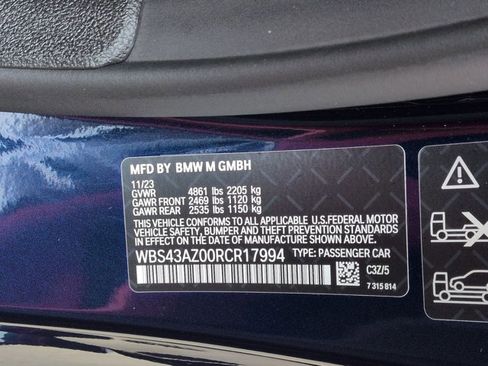 MFD BY BMW M GMBH
11/23
GVWR 4861 lbs 2205 kg
GAWR FRONT 2469 lbs 1120 kg
GAWR REAR 2535 lbs 1150 kg
THIS VEHICLE CONFORMS TO ALL APPLICABLE U.S.FEDERAL MOTOR
VEHICLE SAFETY, BUMPER, AND THEFT PREVENTION STANDARDS
IN EFFECT ON THE DATE OF MANUFACTURE SHOWN ABOVE.
WBS43AZ00RCR17994 TYPE: PASSENGER CAR
C3Z/5
7 315 814